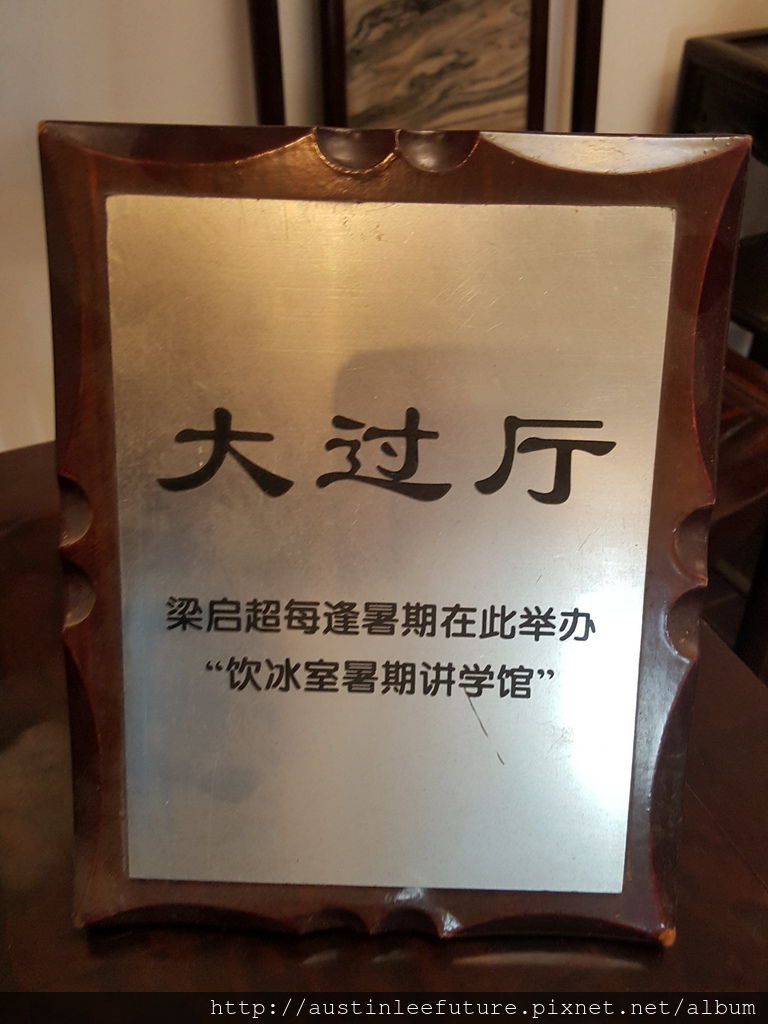 大过厅
梁启超每逢暑期在此举办
“饮冰室暑期讲学馆”
http://austinleefuture.pixnet.net/album